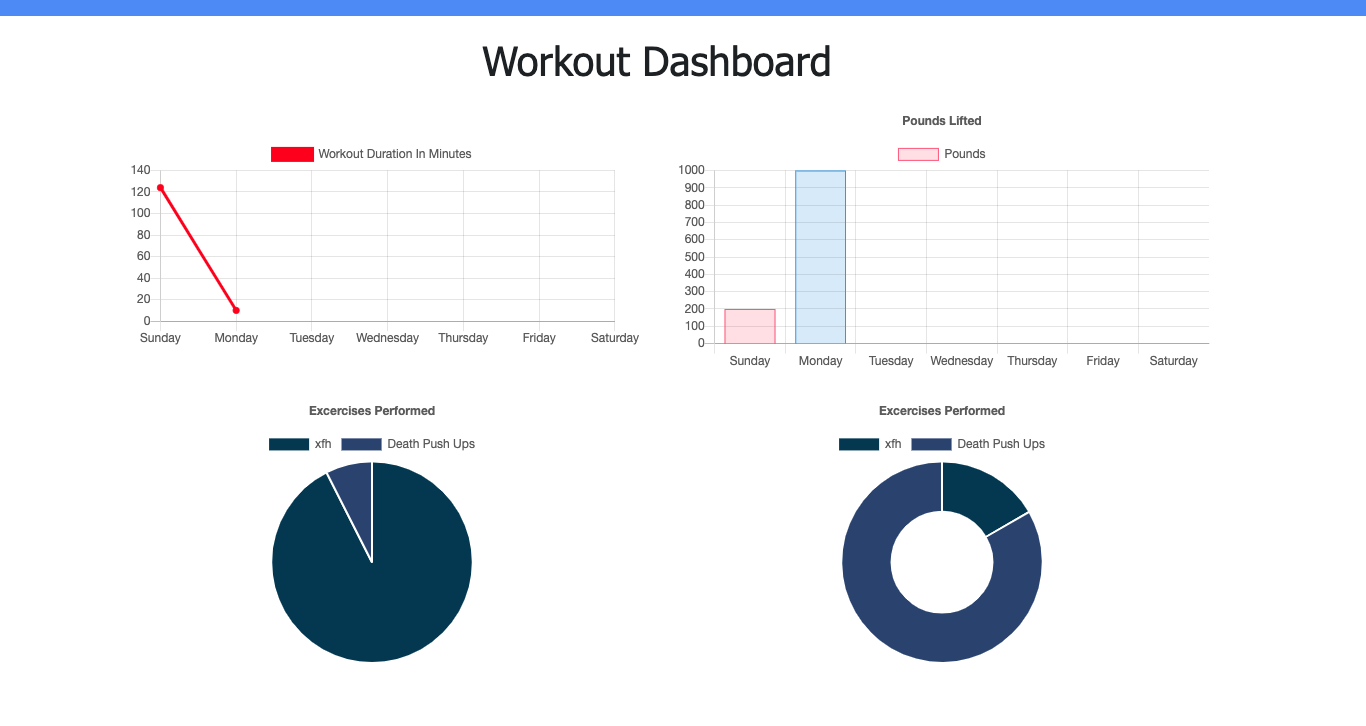 Workout Dashboard
Workout Duration In Minutes
140
120
100
80
60
40
20
0
Sunday Monday Tuesday Wednesday Thursday Friday Saturday
Pounds Lifted
Pounds
1000
900
800
700
600
500
400
300
200
100
0
Sunday Monday Tuesday Wednesday Thursday Friday Saturday
Excercises Performed
xfh Death Push Ups
Excercises Performed
xfh Death Push Ups